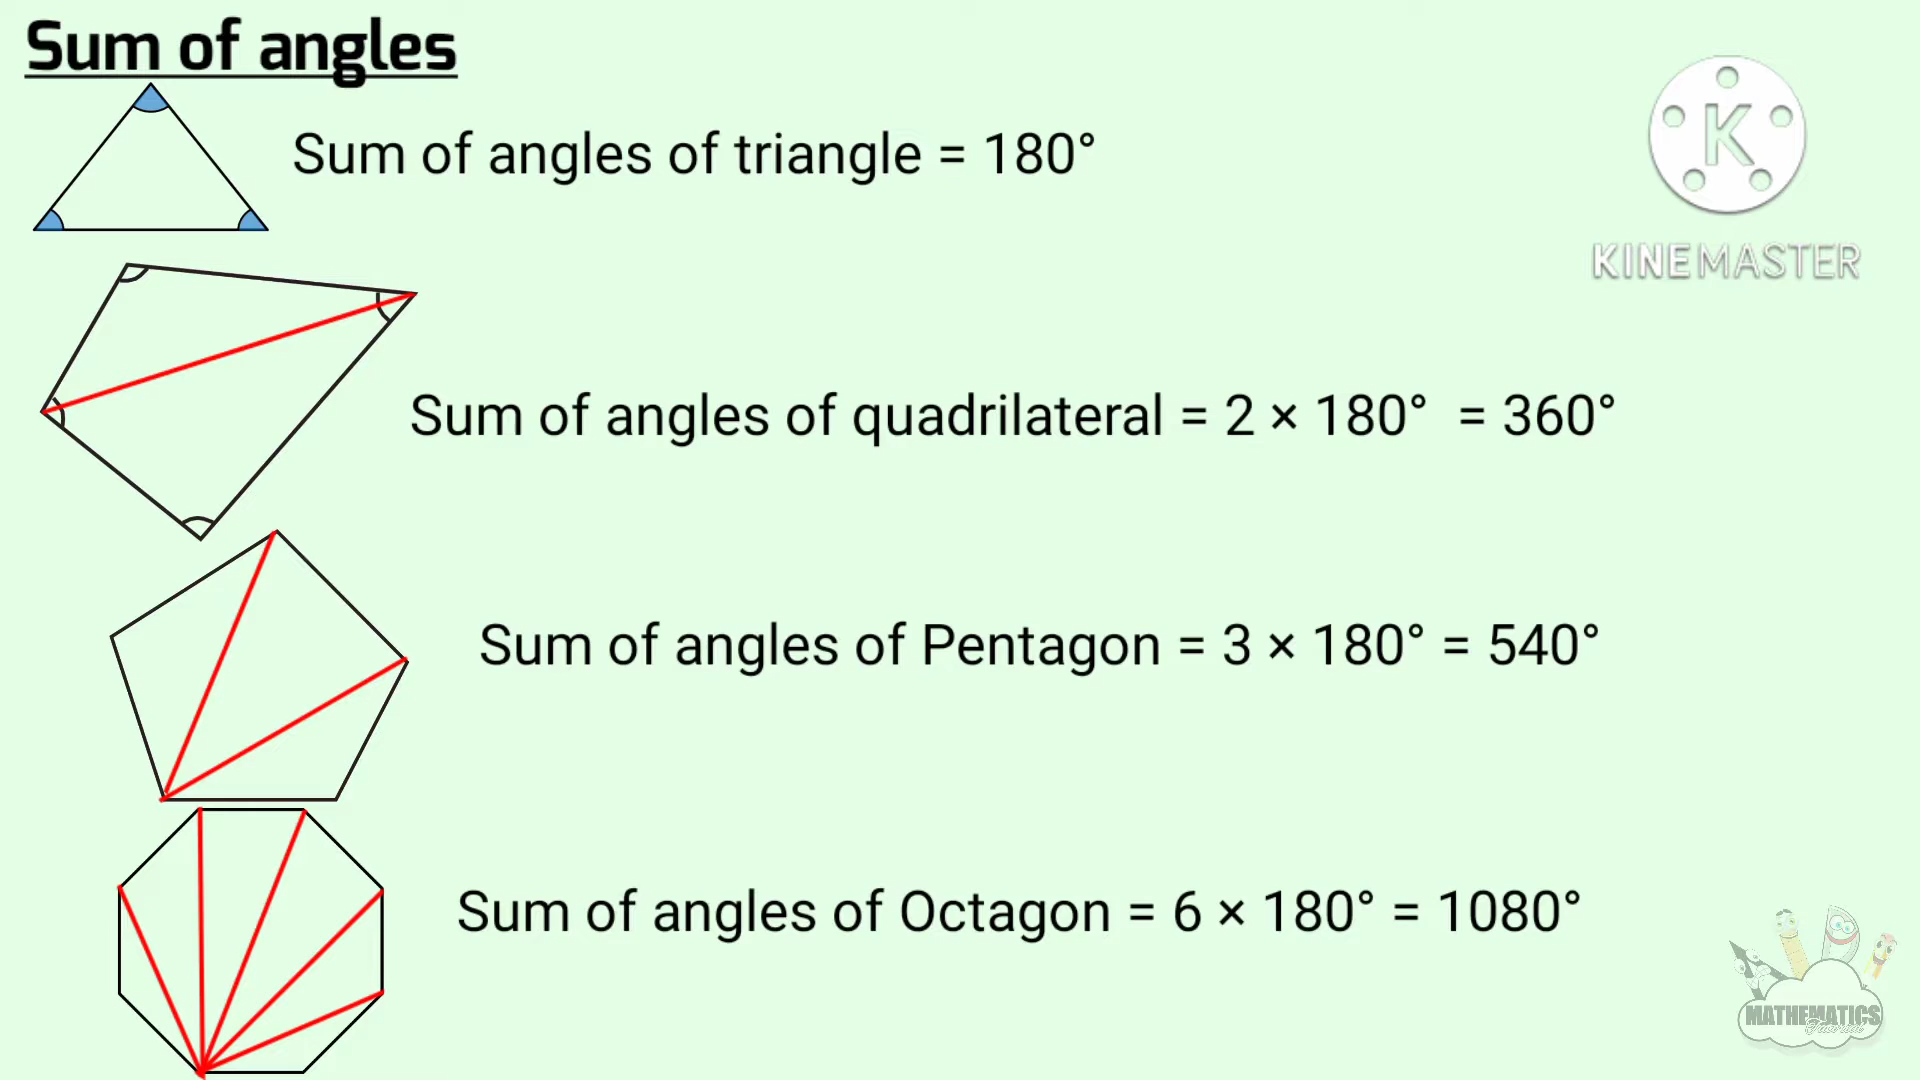 Sum of angles
Sum of angles of triangle = 180°
K
KINEMASTER
Sum of angles of quadrilateral = 2 × 180° = 360°
Sum of angles of Pentagon = 3 × 180° = 540°
Sum of angles of Octagon = 6 × 180° = 1080°
MATHEMATICS